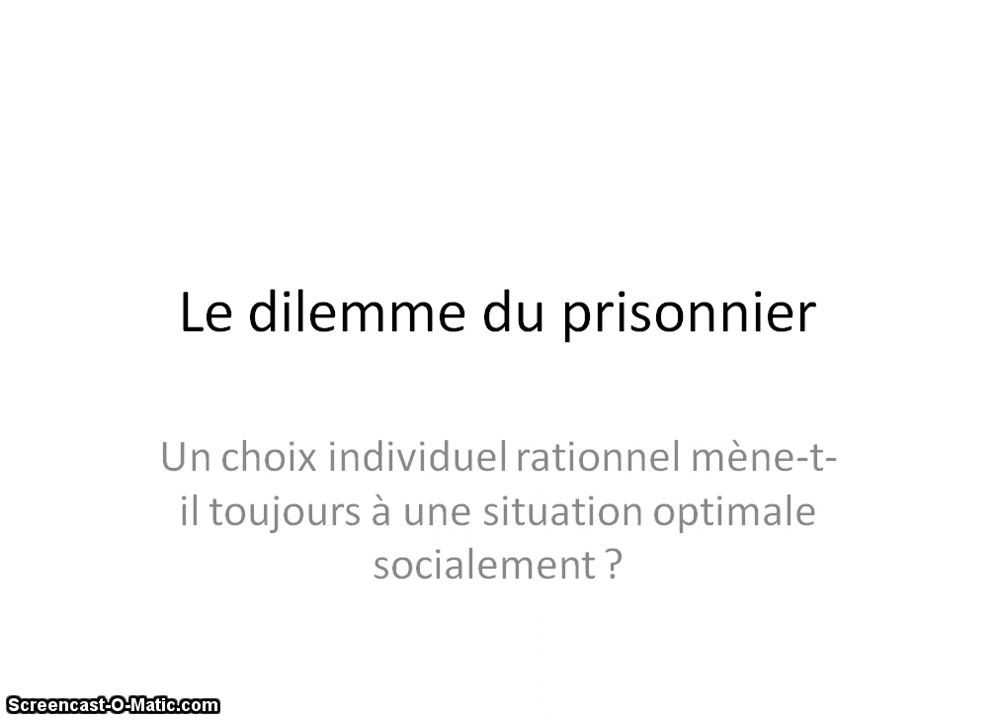 Le dilemme du prisonnier
Un choix individuel rationnel mène-t-
il toujours à une situation optimale
socialement ?
Screencast-O-Matic.com